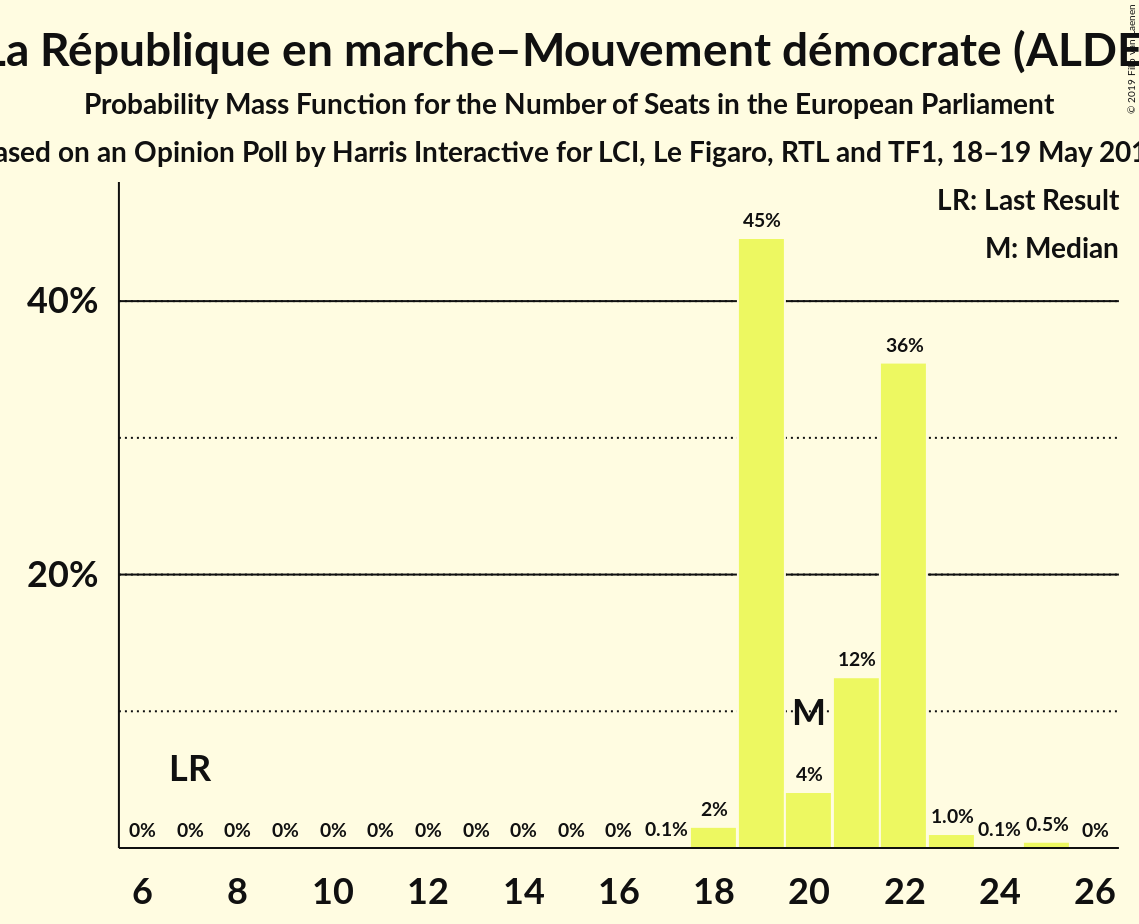 La République en marche–Mouvement démocrate (ALDE
Probability Mass Function for the Number of Seats in the European Parliament
ased on an Opinion Poll by Harris Interactive for LCI, Le Figaro, RTL and TF1, 18–19 May 201
© 2019
LR: Last Result
M: Median
45%
40%
36%
20%
12%
M
LR
4%
2%
0% 0% 0% 0% 0% 0% 0% 0% 0% 0% 0% 0.1% 1.0% 0.1% 0.5% 0%
6 8 10 12 14 16 18 20 22 24 26